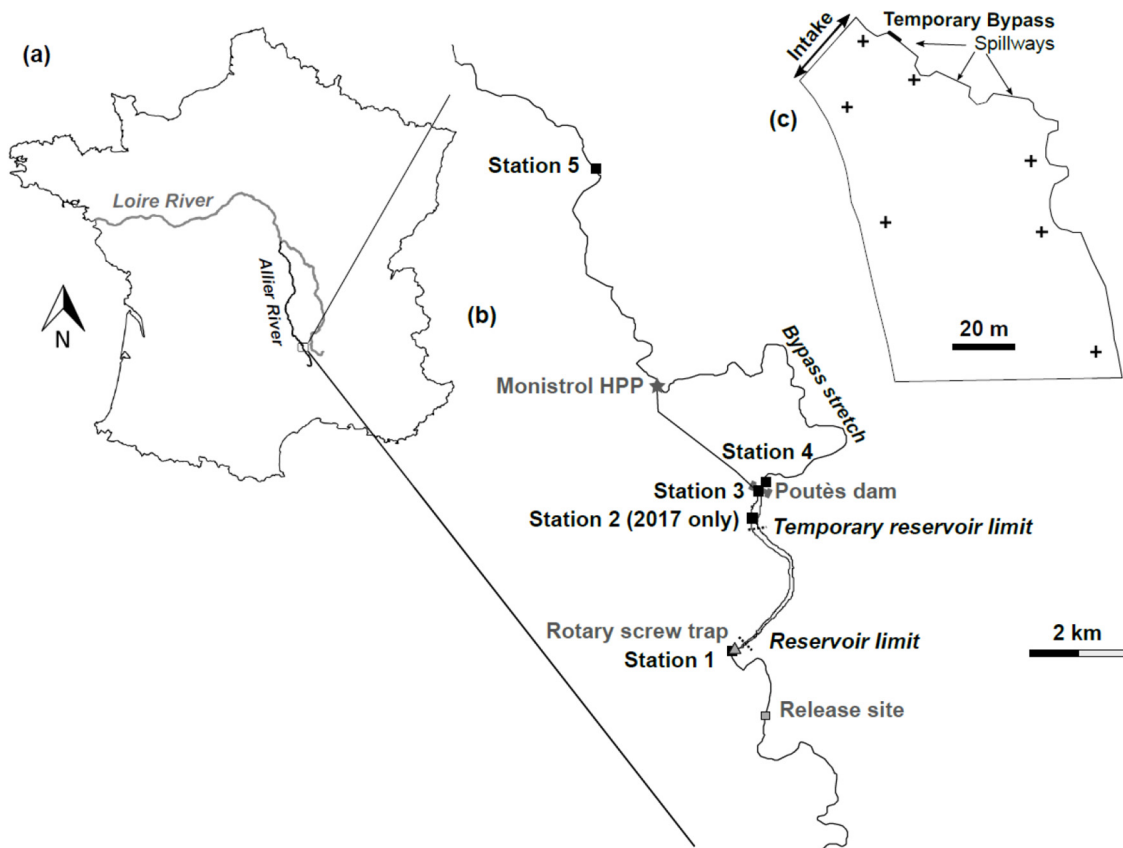 (a)
Loire River
Allier River
N
(b)
Station 5
Monistrol HPP
Bypass stretch
Station 4
Station 3
Poutès dam
Station 2 (2017 only)
Temporary reservoir limit
Rotary screw trap
Reservoir limit
Station 1
Release site
2 km
(c)
Intake
Temporary Bypass
Spillways
20 m